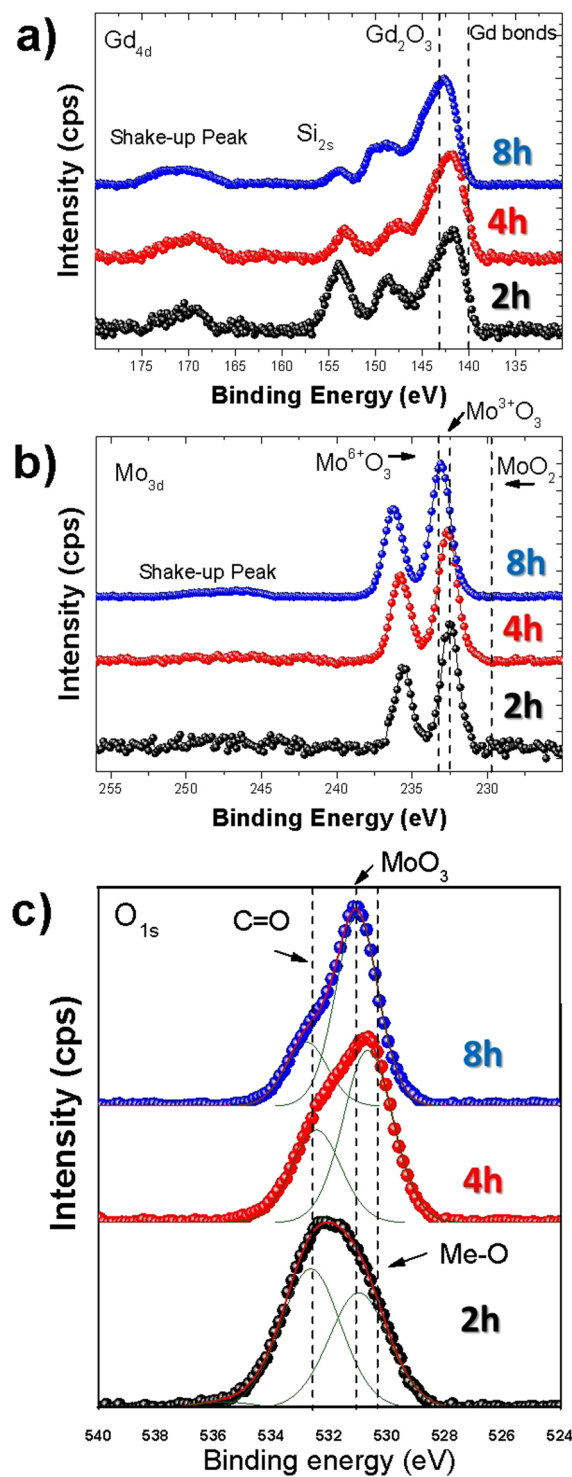 a)
Gd4d
Gd2O3
Gd bonds
Shake-up Peak
Si2s
8h
4h
2h
Intensity (cps)
175 170 165 160 155 150 145 140 135
Binding Energy (eV)
b)
Mo3d
Mo3+O3
Mo6+O3
MoO2
Shake-up Peak
8h
4h
2h
Intensity (cps)
255 250 245 240 235 230
Binding Energy (eV)
c)
O1s
MoO3
C=O
8h
4h
Me-O
2h
Intensity (cps)
540 538 536 534 532 530 528 526 524
Binding energy (eV)